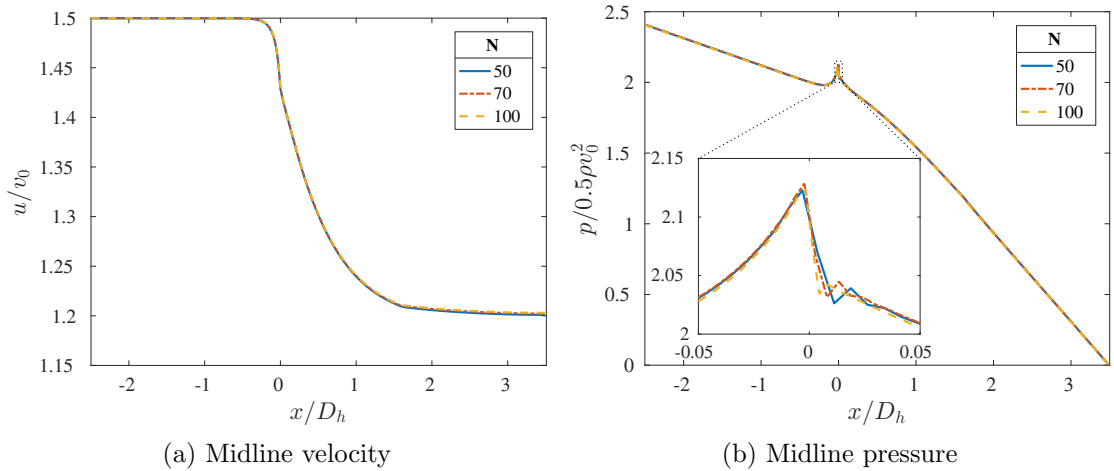 1.5
1.45
1.4
1.35
1.3
1.25
1.2
1.15
u/v₀
-2 -1 0 1 2 3
x/Dₕ
N
50
70
100
(a) Midline velocity
2.5
2
1.5
1
0.5
0
p/0.5ρv₀²
-2 -1 0 1 2 3
x/Dₕ
N
50
70
100
2.15
2.1
2.05
2
-0.05 0 0.05
(b) Midline pressure